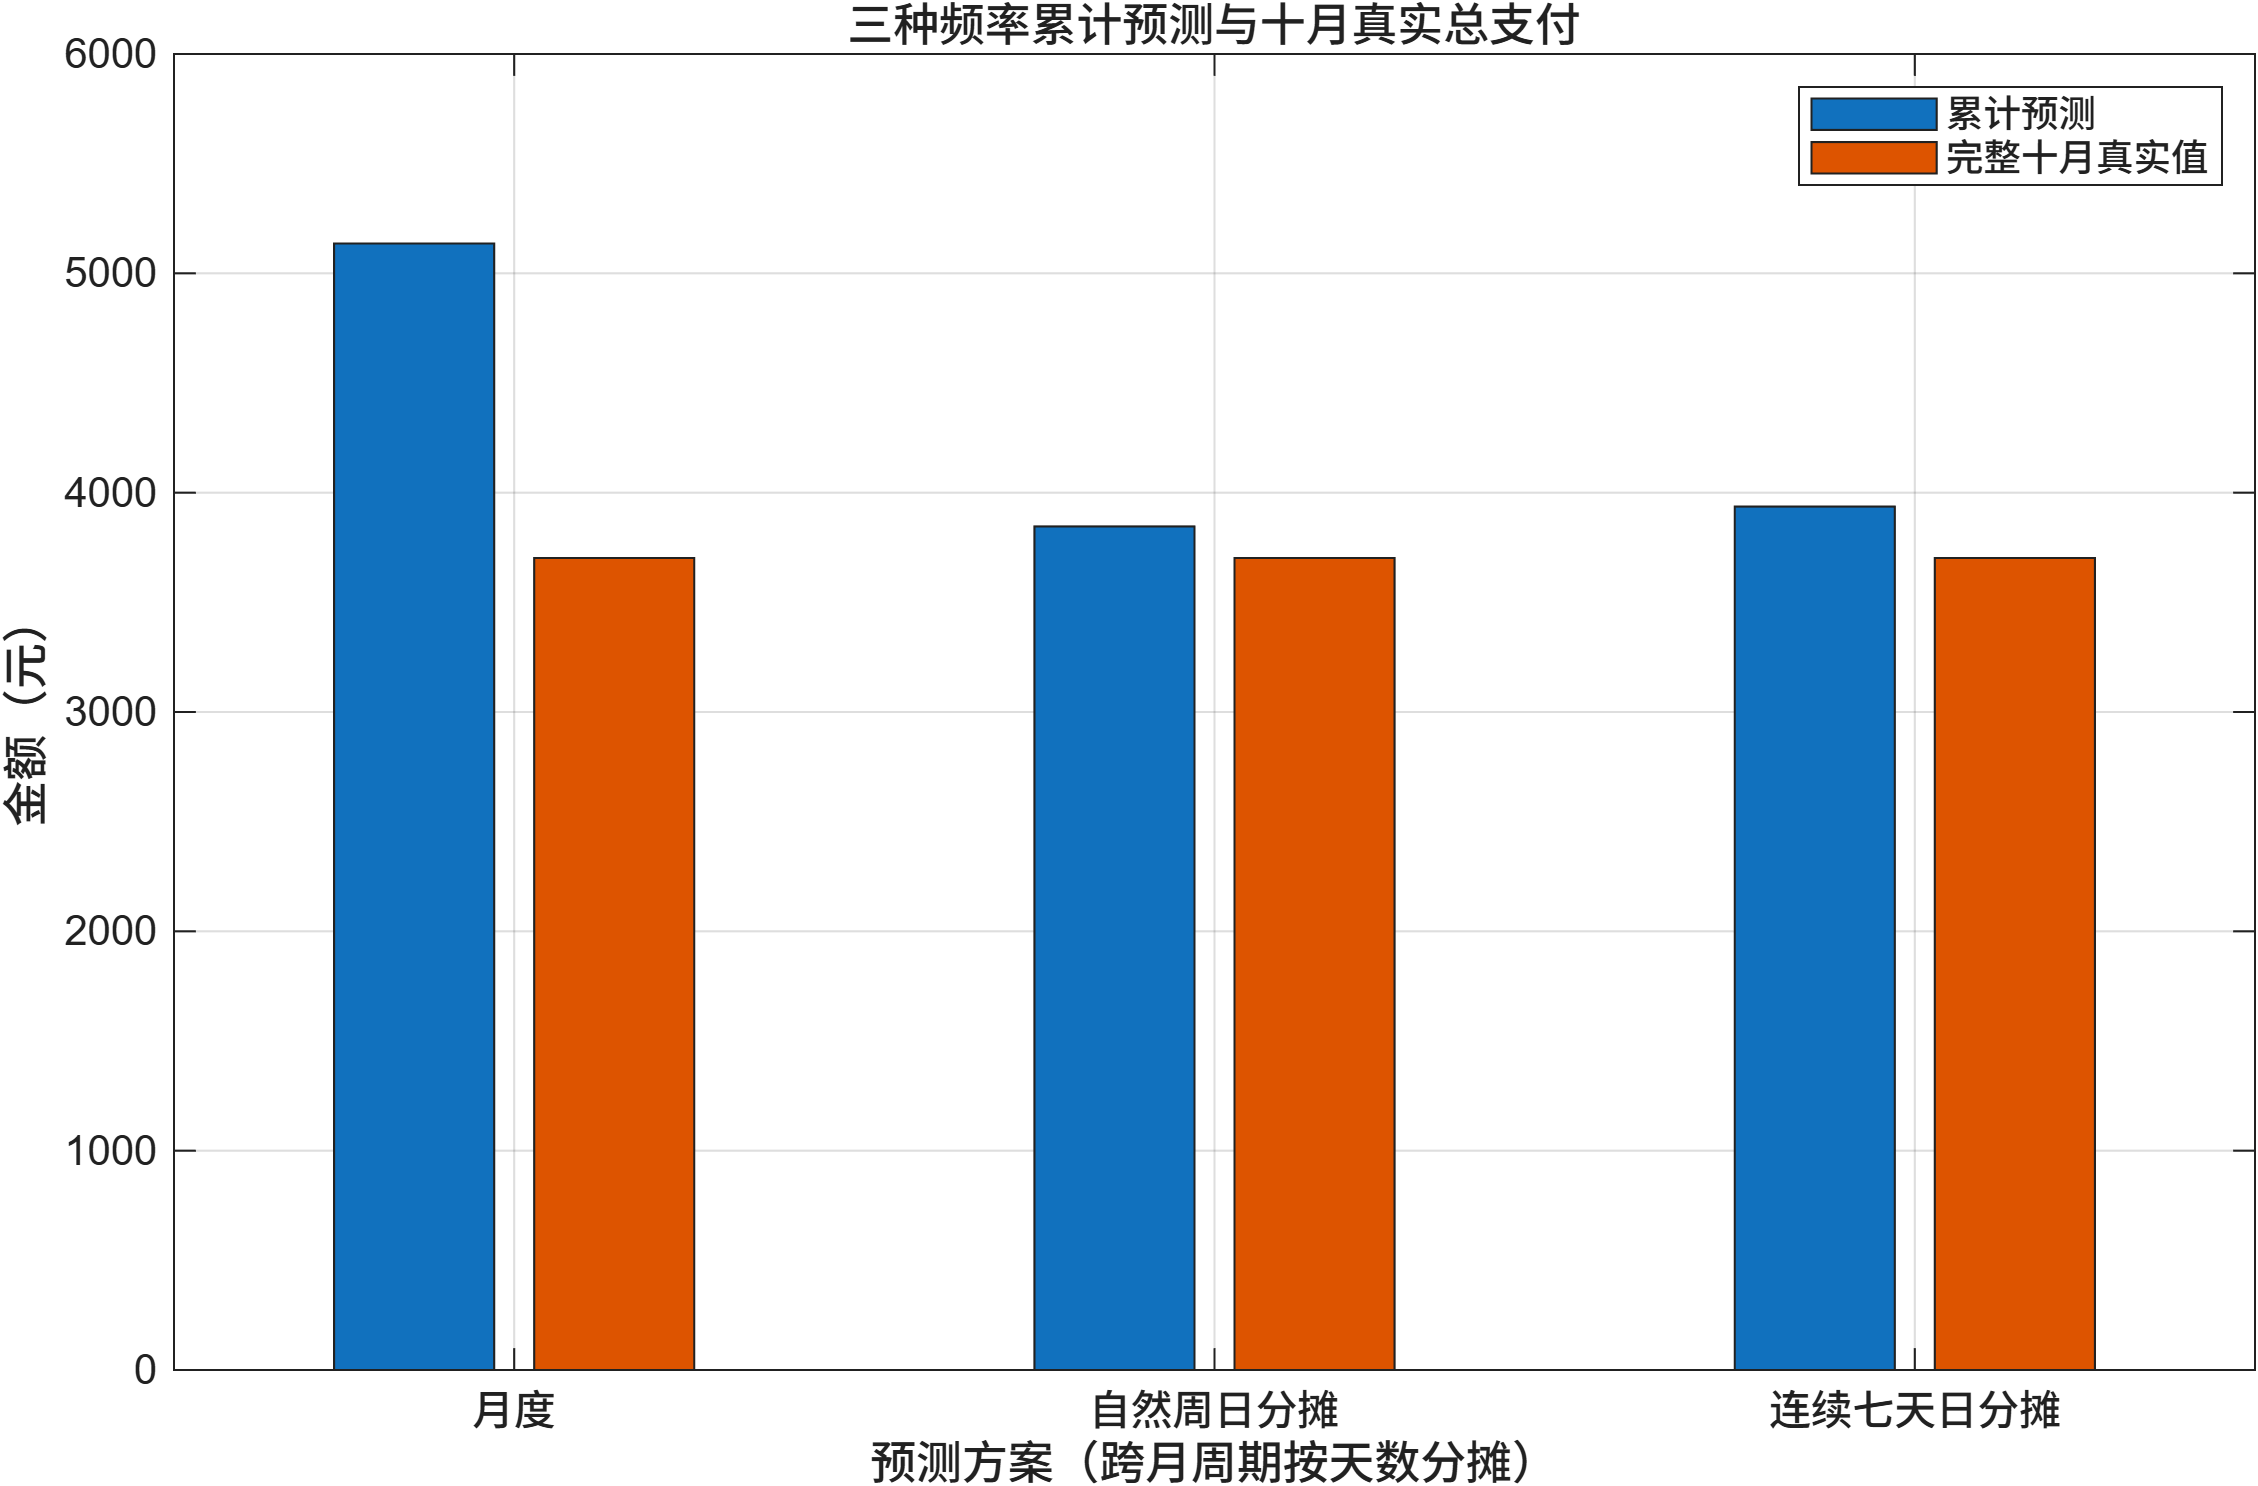 三种频率累计预测与十月真实总支付
累计预测
完整十月真实值
6000
5000
4000
3000
2000
1000
0
金额（元）
月度
自然周日分摊
连续七天日分摊
预测方案（跨月周期按天数分摊）